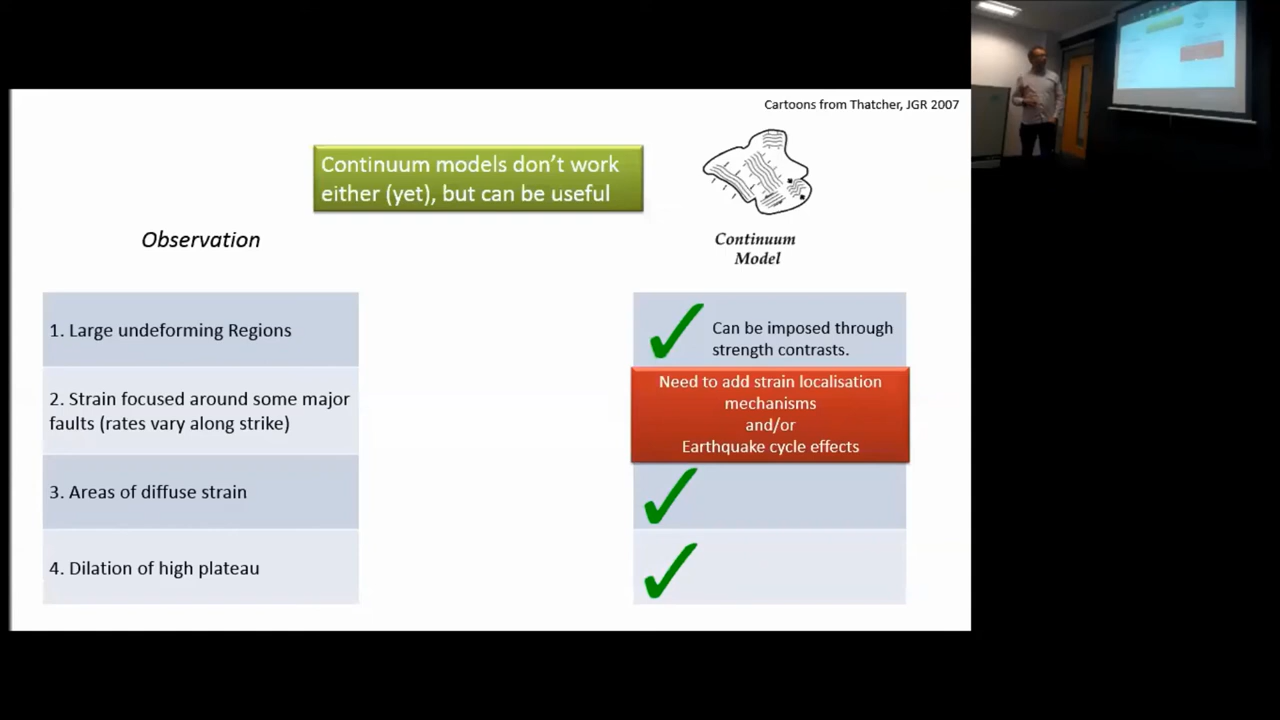 Cartoons from Thatcher, JGR 2007
Continuum models don't work
either (yet), but can be useful
Observation
Continuum
Model
1. Large undeforming Regions
Can be imposed through
strength contrasts.
2. Strain focused around some major
faults (rates vary along strike)
Need to add strain localisation
mechanisms
and/or
Earthquake cycle effects
3. Areas of diffuse strain
4. Dilation of high plateau